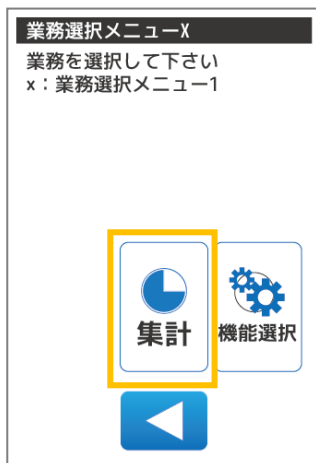 業務選択メニューX
業務を選択して下さい
x：業務選択メニュー1
集計
機能選択